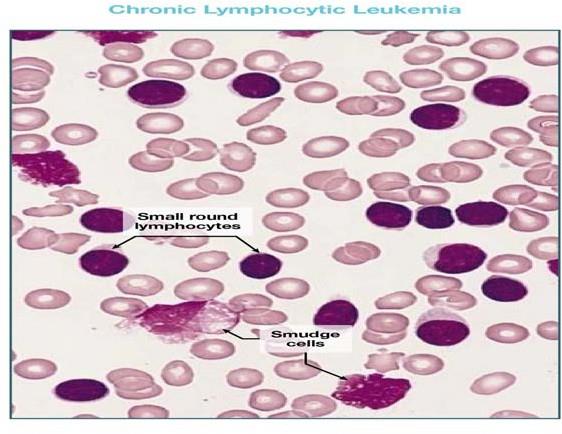 Chronic Lymphocytic Leukemia
Small round
lymphocytes
Smudge
cells